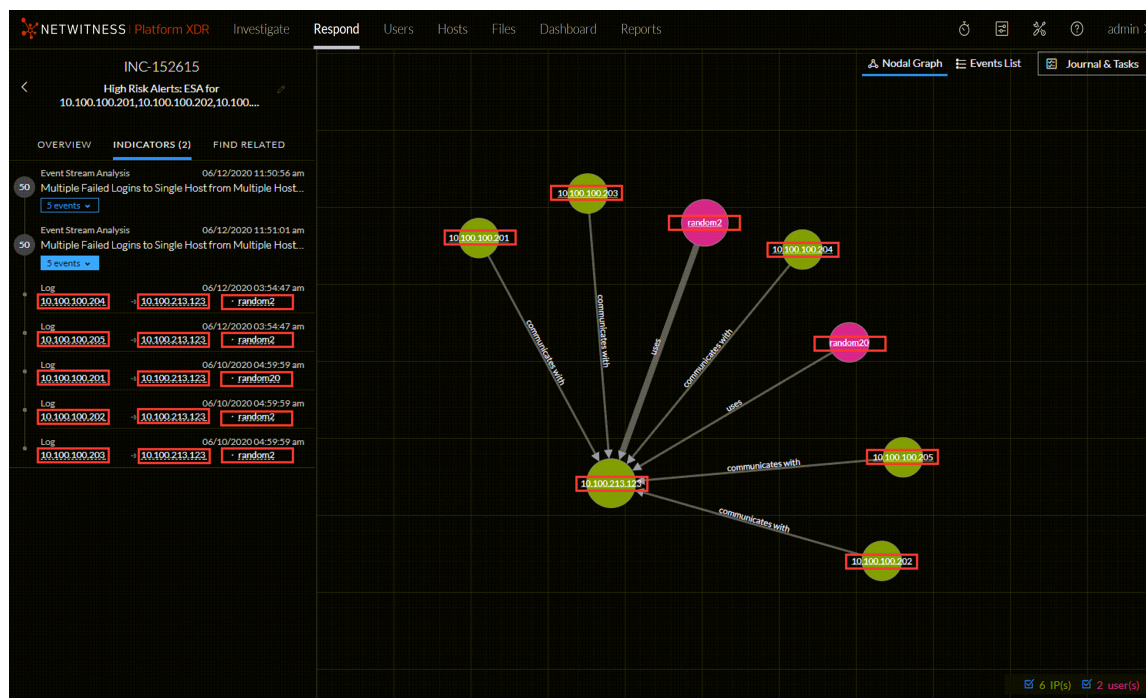 NETWITNESS Platform XDR Investigate Respond Users Hosts Files Dashboard Reports admin
INC-152615
High Risk Alerts: ESA for
10.100.100.201,10.100.100.202,10.100....
OVERVIEW INDICATORS (2) FIND RELATED
Event Stream Analysis 06/12/2020 11:50:56 am
50 Multiple Failed Logins to Single Host from Multiple Host...
5 events
Event Stream Analysis 06/12/2020 11:51:01 am
50 Multiple Failed Logins to Single Host from Multiple Host...
5 events
Log 06/12/2020 03:54:47 am
10.100.100.204 10.100.213.123 random2
Log 06/12/2020 03:54:47 am
10.100.100.205 10.100.213.123 random2
Log 06/10/2020 04:59:59 am
10.100.100.201 10.100.213.123 random20
Log 06/10/2020 04:59:59 am
10.100.100.202 10.100.213.123 random2
Log 06/10/2020 04:59:59 am
10.100.100.203 10.100.213.123 random2
Nodal Graph Events List Journal & Tasks
10.100.100.203
random2
10.100.100.201
10.100.100.204
communicates with
communicates with
uses
communicates with
random20
uses
10.100.100.205
communicates with
10.100.213.123
communicates with
10.100.100.202
6 IP(s) 2 user(s)